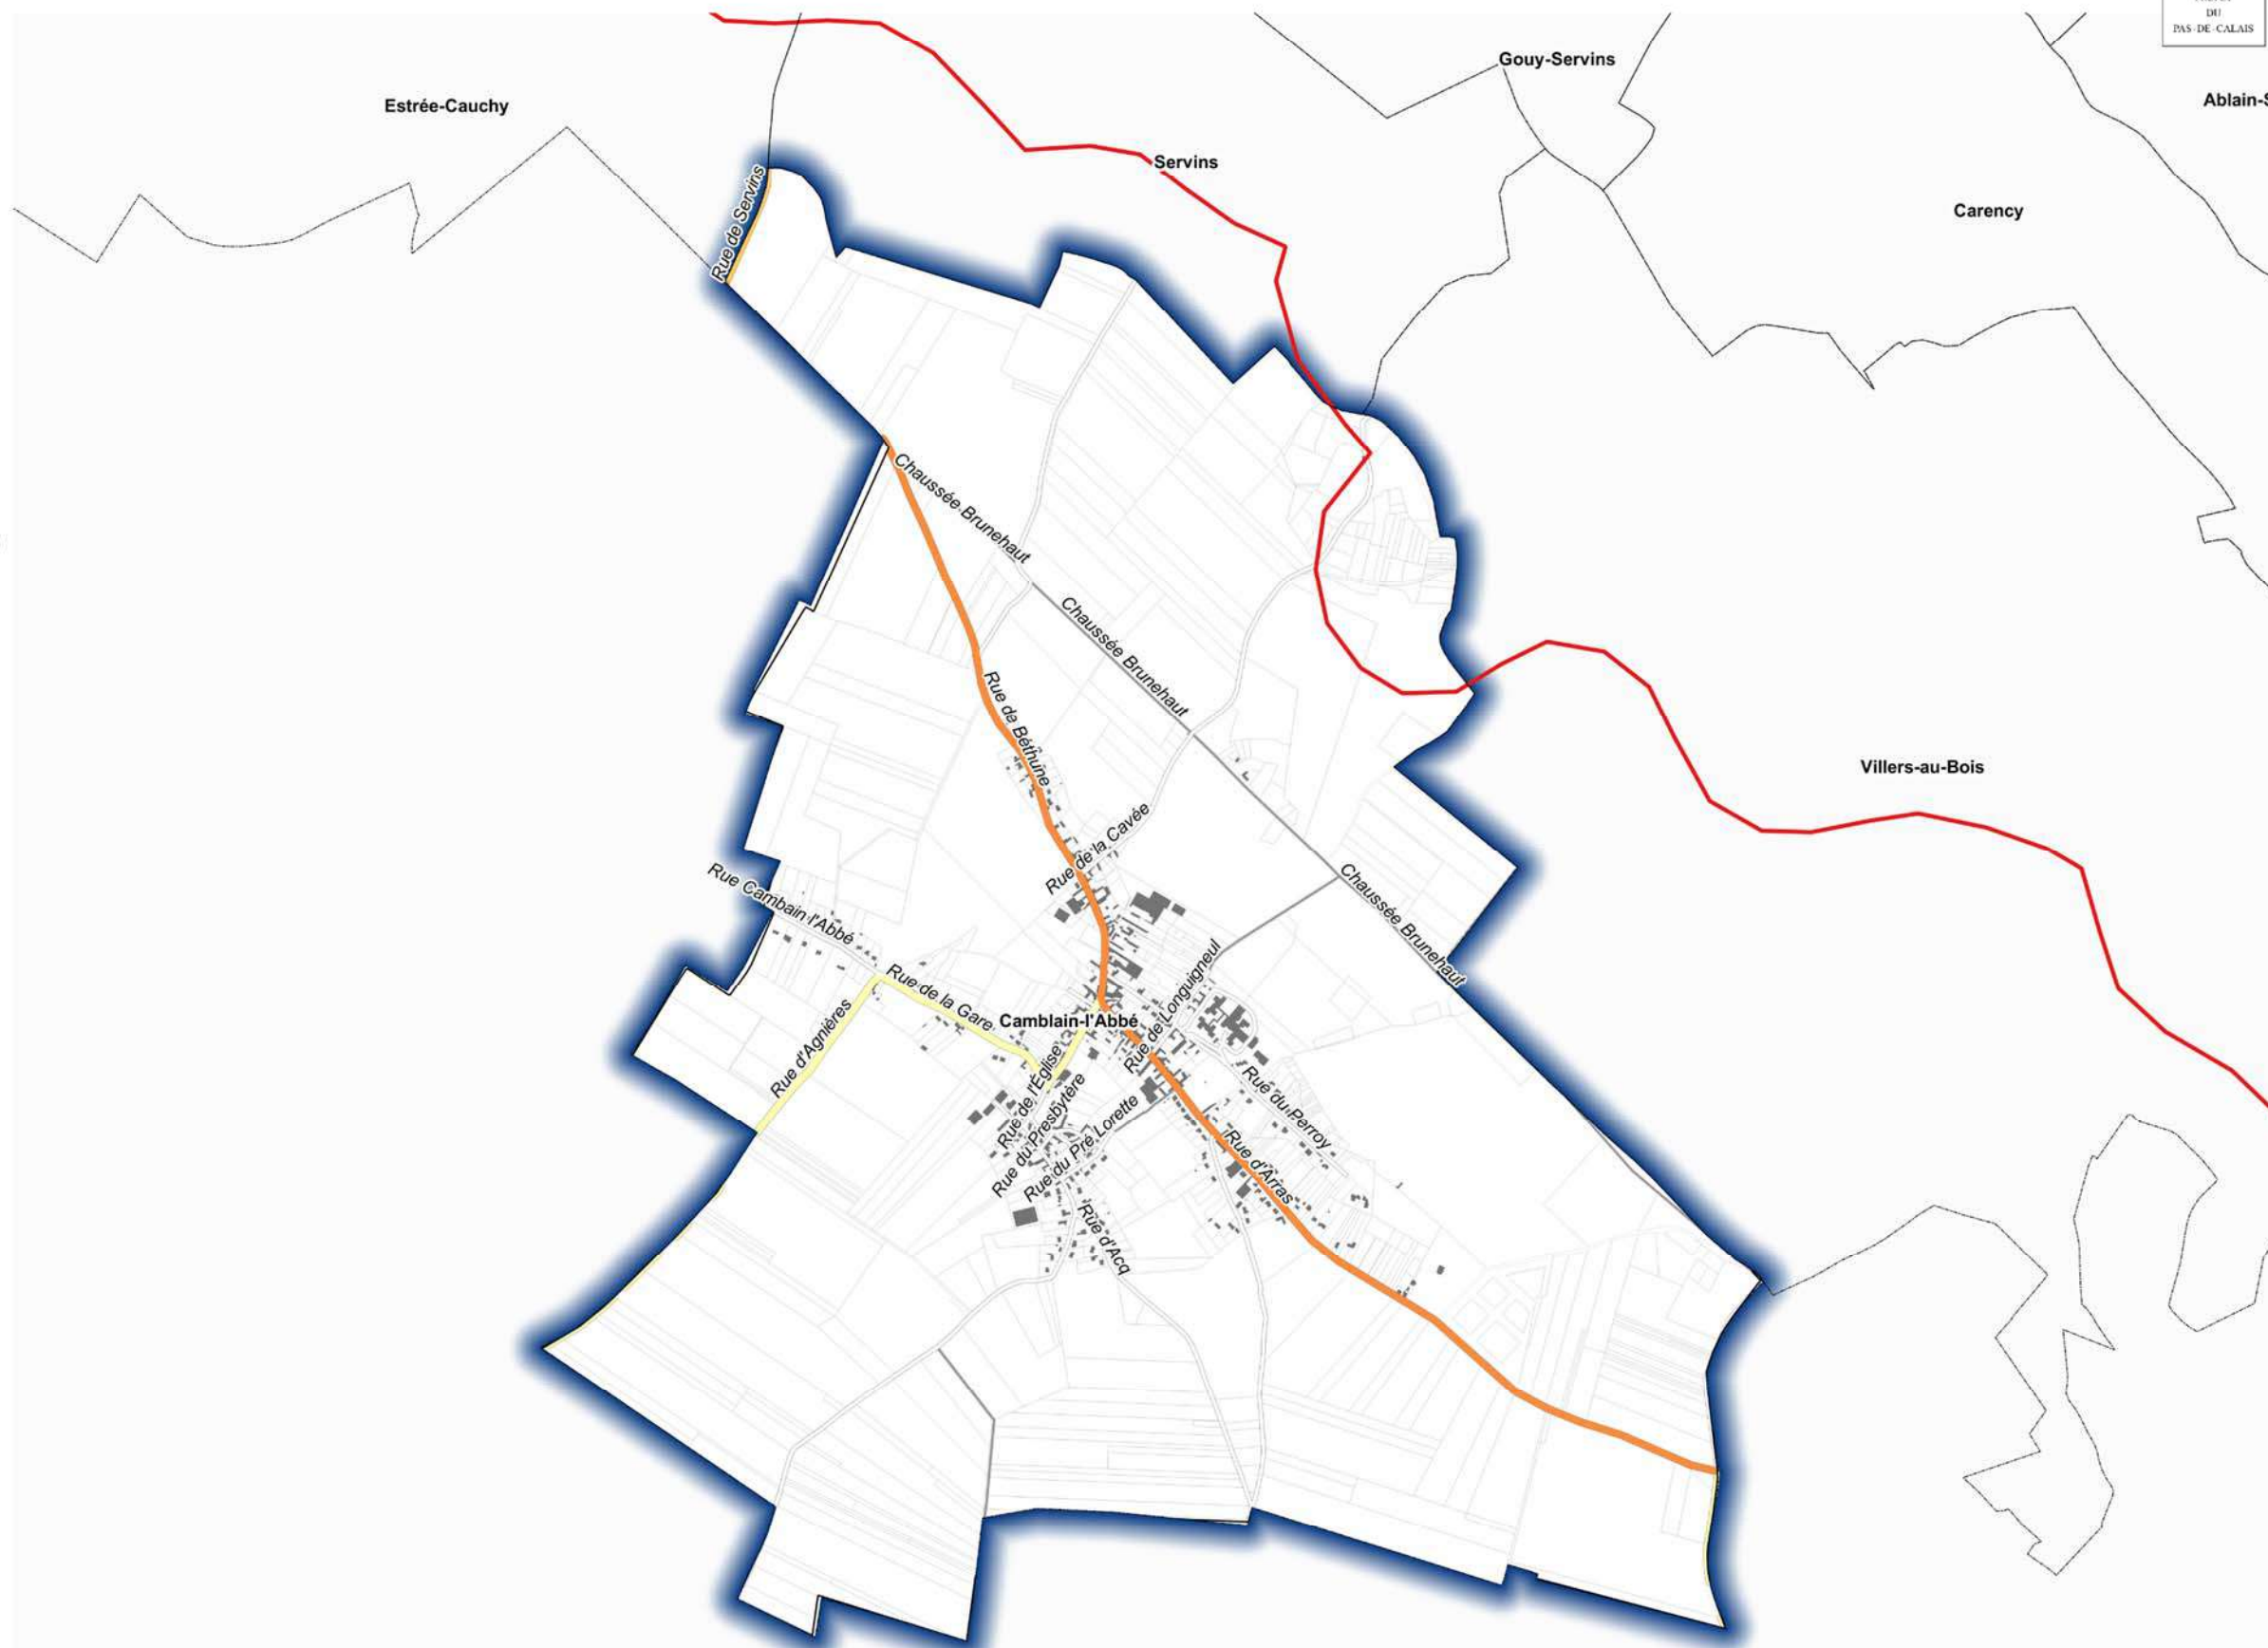 DU
PAS-DE-CALAIS
Gouy-Servins
Estrée-Cauchy
Servins
Carency
Rue de Servins
Chaussée Brunehaut
Chaussée Brunehaut
Rue de Béthune
Villers-au-Bois
Rue de la Cavée
Rue Cambain l'Abbé
Chaussée Brunehaut
Rue de la Gare
Rue de Longuigneul
Camblain-l'Abbé
Rue d'Agnières
Rue de l'Église
Rue du Presbytère
Rue du Pré Lorette
Rue du Perroy
Rue d'Arras
Rue d'Acq